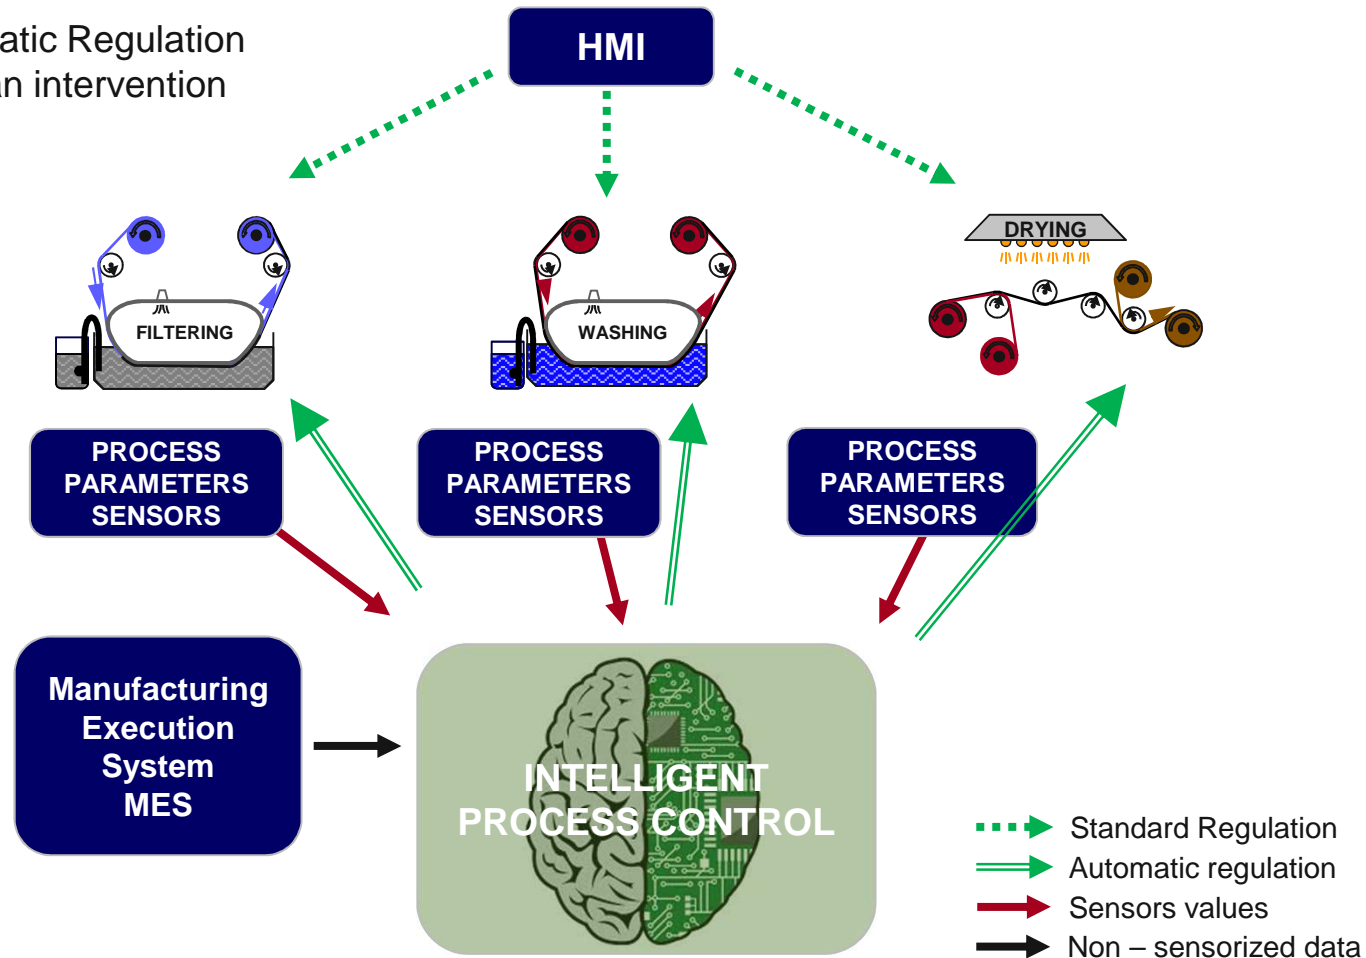 atic Regulation
an intervention
HMI
DRYING
FILTERING
WASHING
PROCESS
PARAMETERS
SENSORS
PROCESS
PARAMETERS
SENSORS
PROCESS
PARAMETERS
SENSORS
Manufacturing
Execution
System
MES
INTELLIGENT
PROCESS CONTROL
Standard Regulation
Automatic regulation
Sensors values
Non – sensorized data